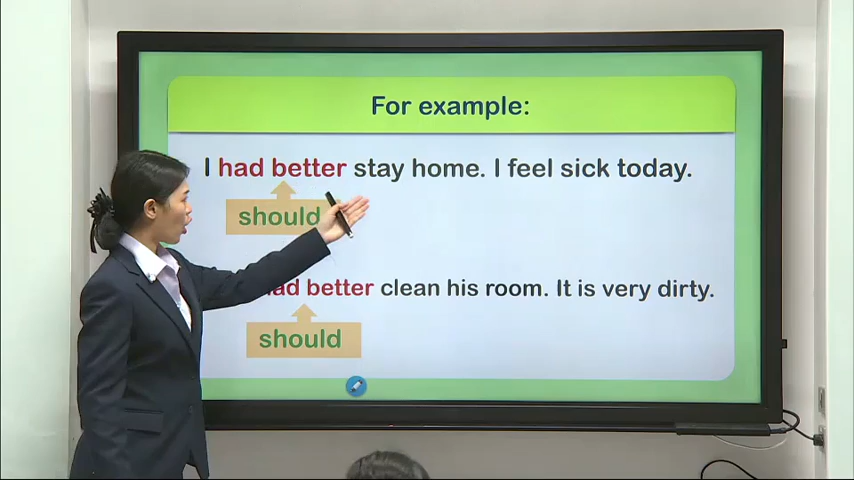 For example:
I had better stay home. I feel sick today.
should
had better clean his room. It is very dirty.
should